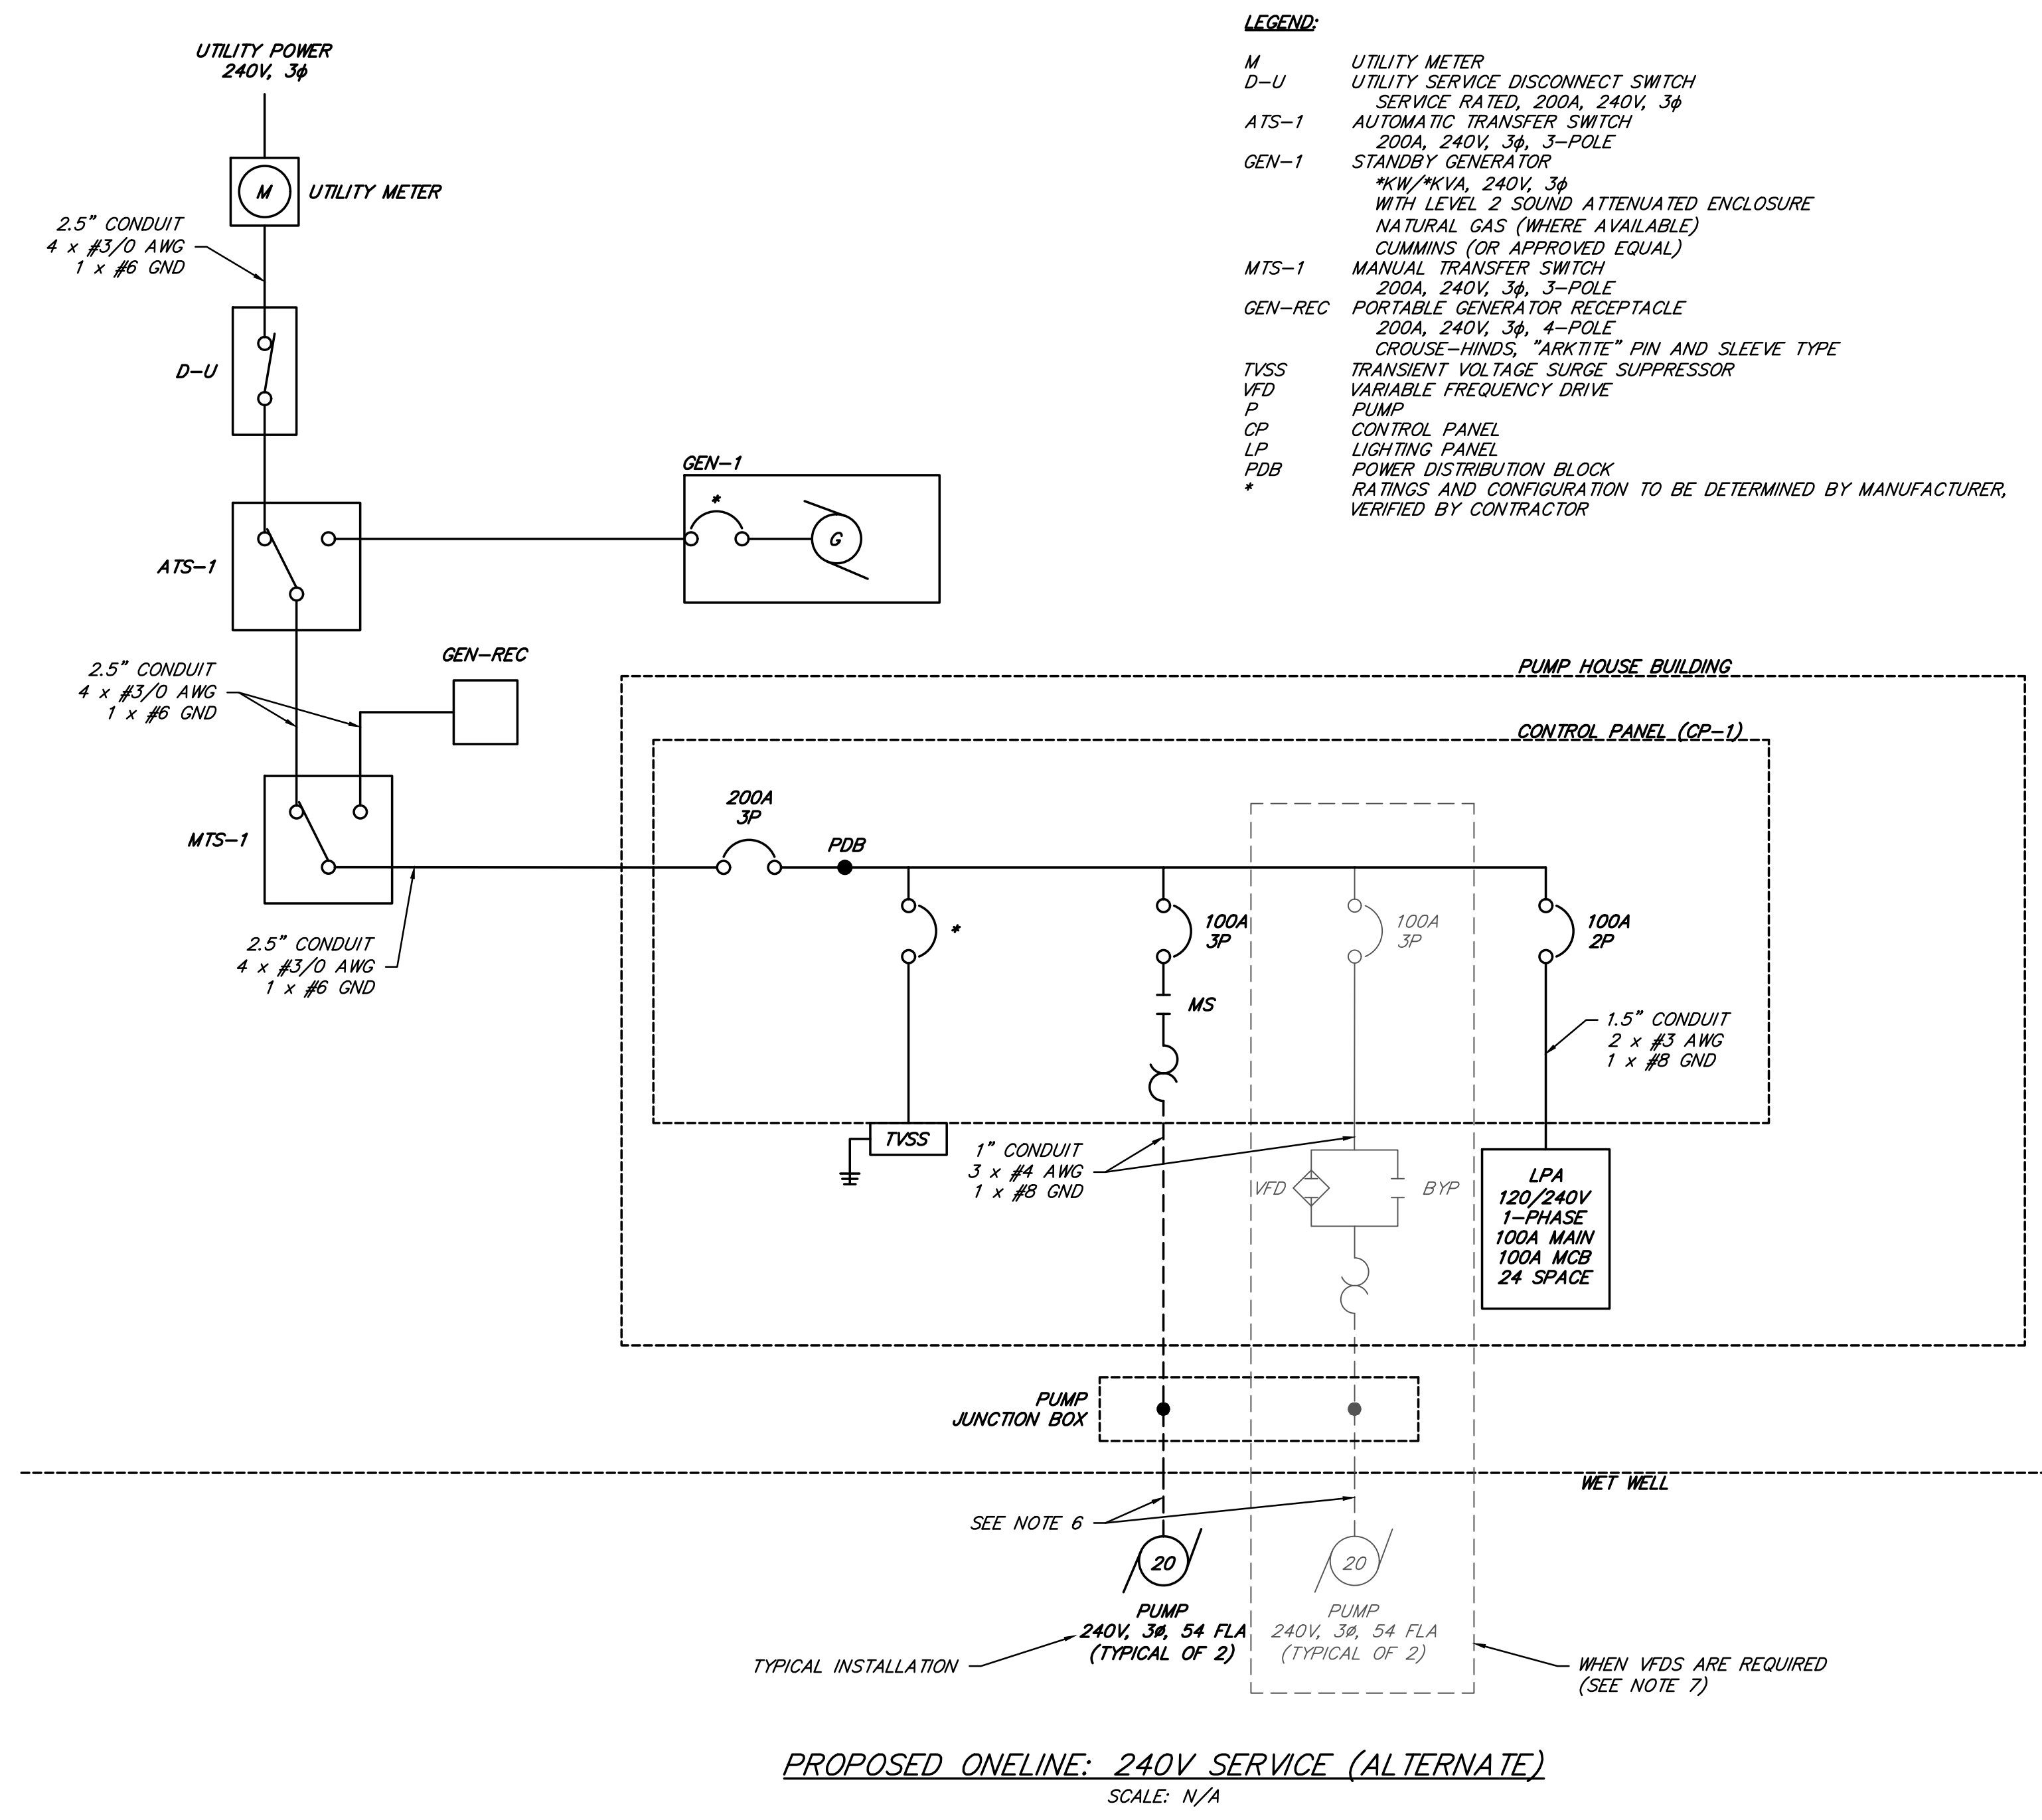 LEGEND:
M UTILITY METER
D-U UTILITY SERVICE DISCONNECT SWITCH
SERVICE RATED, 200A, 240V, 3ϕ
ATS-1 AUTOMATIC TRANSFER SWITCH
200A, 240V, 3ϕ, 3-POLE
GEN-1 STANDBY GENERATOR
*KW/*KVA, 240V, 3ϕ
WITH LEVEL 2 SOUND ATTENUATED ENCLOSURE
NATURAL GAS (WHERE AVAILABLE)
CUMMINS (OR APPROVED EQUAL)
MTS-1 MANUAL TRANSFER SWITCH
200A, 240V, 3ϕ, 3-POLE
GEN-REC PORTABLE GENERATOR RECEPTACLE
200A, 240V, 3ϕ, 4-POLE
CROUSE-HINDS, "ARKTITE" PIN AND SLEEVE TYPE
TVSS TRANSIENT VOLTAGE SURGE SUPPRESSOR
VFD VARIABLE FREQUENCY DRIVE
P PUMP
CP CONTROL PANEL
LP LIGHTING PANEL
PDB POWER DISTRIBUTION BLOCK
* RATINGS AND CONFIGURATION TO BE DETERMINED BY MANUFACTURER,
VERIFIED BY CONTRACTOR
UTILITY POWER
240V, 3ϕ
M
UTILITY METER
2.5" CONDUIT
4 x #3/0 AWG
1 x #6 GND
D-U
GEN-1
*
G
ATS-1
GEN-REC
2.5" CONDUIT
4 x #3/0 AWG
1 x #6 GND
MTS-1
2.5" CONDUIT
4 x #3/0 AWG
1 x #6 GND
PUMP HOUSE BUILDING
CONTROL PANEL (CP-1)
200A
3P
PDB
*
100A
3P
100A
3P
100A
2P
MS
1.5" CONDUIT
2 x #3 AWG
1 x #8 GND
TVSS
1" CONDUIT
3 x #4 AWG
1 x #8 GND
VFD
BYP
LPA
120/240V
1-PHASE
100A MAIN
100A MCB
24 SPACE
PUMP
JUNCTION BOX
WET WELL
SEE NOTE 6
20
20
PUMP
240V, 3ø, 54 FLA
(TYPICAL OF 2)
PUMP
240V, 3ø, 54 FLA
(TYPICAL OF 2)
TYPICAL INSTALLATION
WHEN VFDS ARE REQUIRED
(SEE NOTE 7)
PROPOSED ONELINE: 240V SERVICE (ALTERNATE)
SCALE: N/A